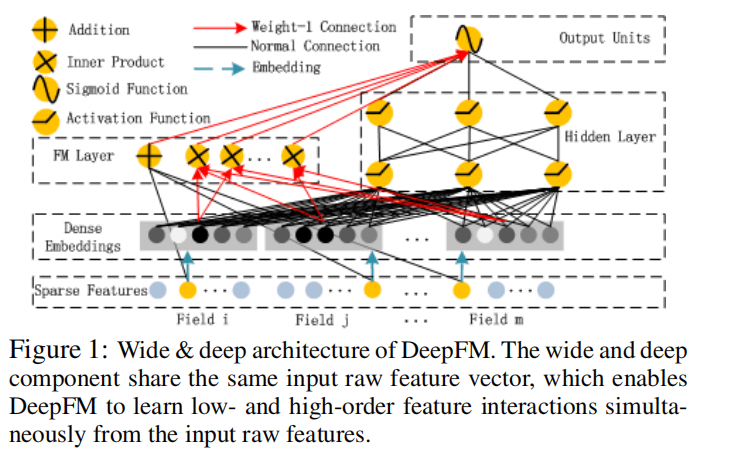 Addition
Inner Product
Sigmoid Function
Activation Function
Weight-1 Connection
Normal Connection
Embedding
Output Units
Hidden Layer
FM Layer
...
Dense
Embeddings
...
Sparse Features
...
...
...
...
Field i
Field j
...
Field m
Figure 1: Wide & deep architecture of DeepFM. The wide and deep
component share the same input raw feature vector, which enables
DeepFM to learn low- and high-order feature interactions simulta-
neously from the input raw features.